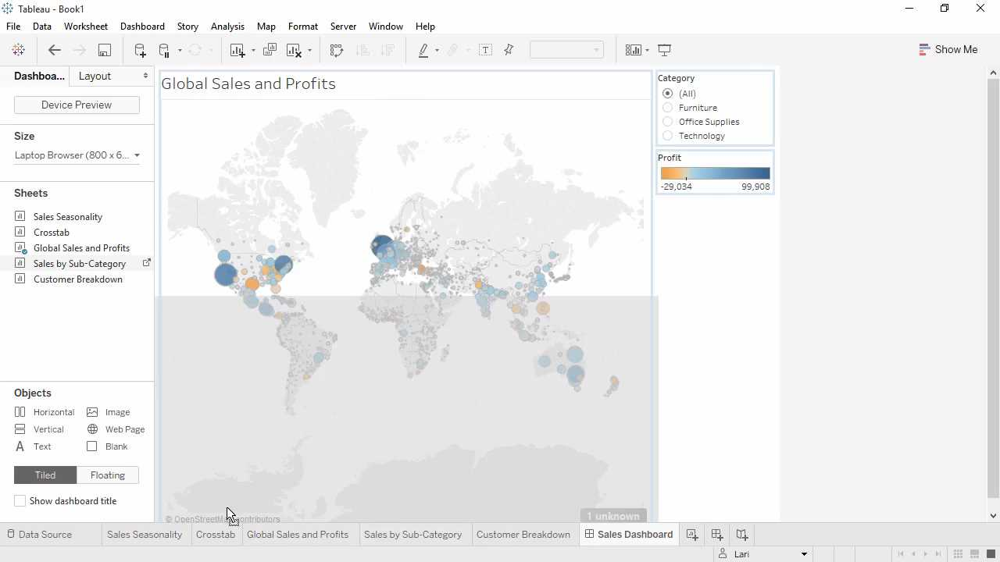 Tableau - Book1
File Data Worksheet Dashboard Story Analysis Map Format Server Window Help
Show Me
Dashboa... Layout
Device Preview
Size
Laptop Browser (800 x 6...
Sheets
Sales Seasonality
Crosstab
Global Sales and Profits
Sales by Sub-Category
Customer Breakdown
Objects
Horizontal Image
Vertical Web Page
A Text Blank
Tiled Floating
Show dashboard title
Global Sales and Profits
© OpenStreetMap contributors
1 unknown
Category
(All)
Furniture
Office Supplies
Technology
Profit
-29,034 99,908
Data Source Sales Seasonality Crosstab Global Sales and Profits Sales by Sub-Category Customer Breakdown Sales Dashboard
Lari